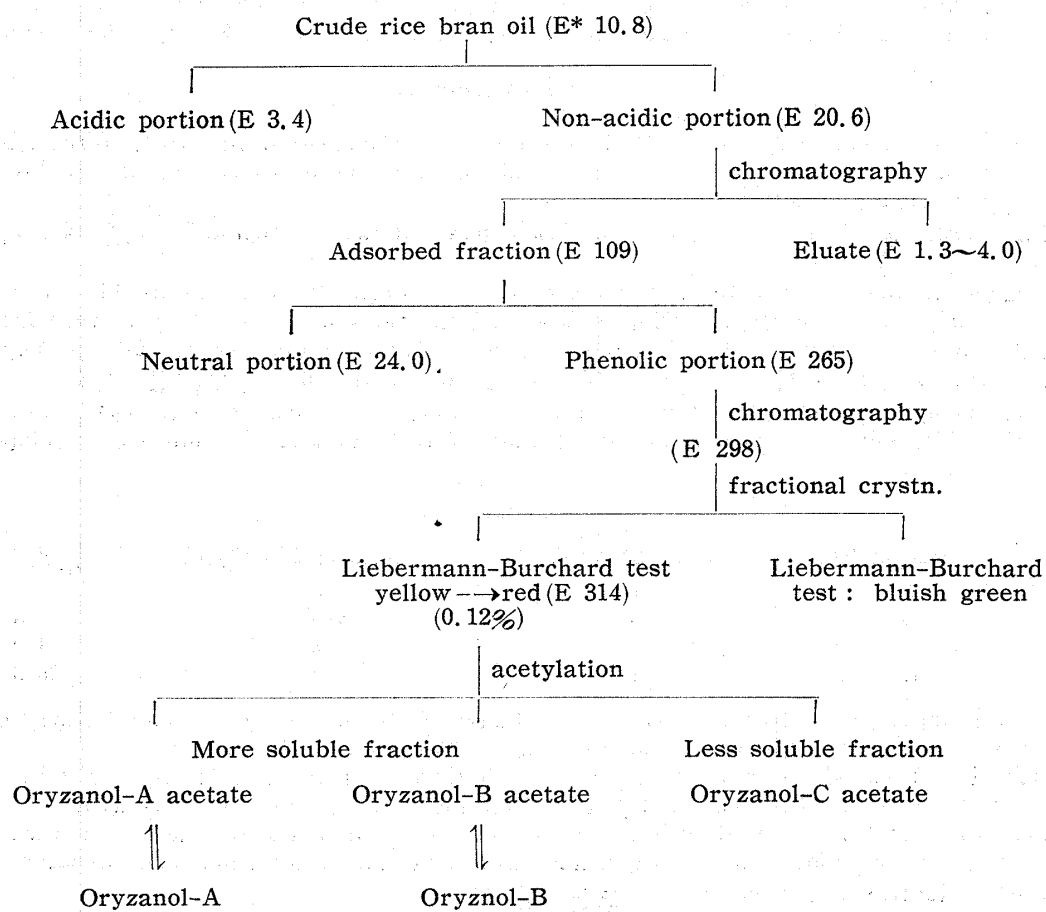 Crude rice bran oil (E* 10.8)
Acidic portion (E 3.4) Non-acidic portion (E 20.6)
chromatography
Adsorbed fraction (E 109) Eluate (E 1.3~4.0)
Neutral portion (E 24.0). Phenolic portion (E 265)
chromatography
(E 298)
fractional crystn.
Liebermann-Burchard test Liebermann-Burchard
yellow -→red (E 314) test : bluish green
(0.12%)
acetylation
More soluble fraction Less soluble fraction
Oryzanol-A acetate Oryzanol-B acetate Oryzanol-C acetate
⇌ ⇌
Oryzanol-A Oryznol-B